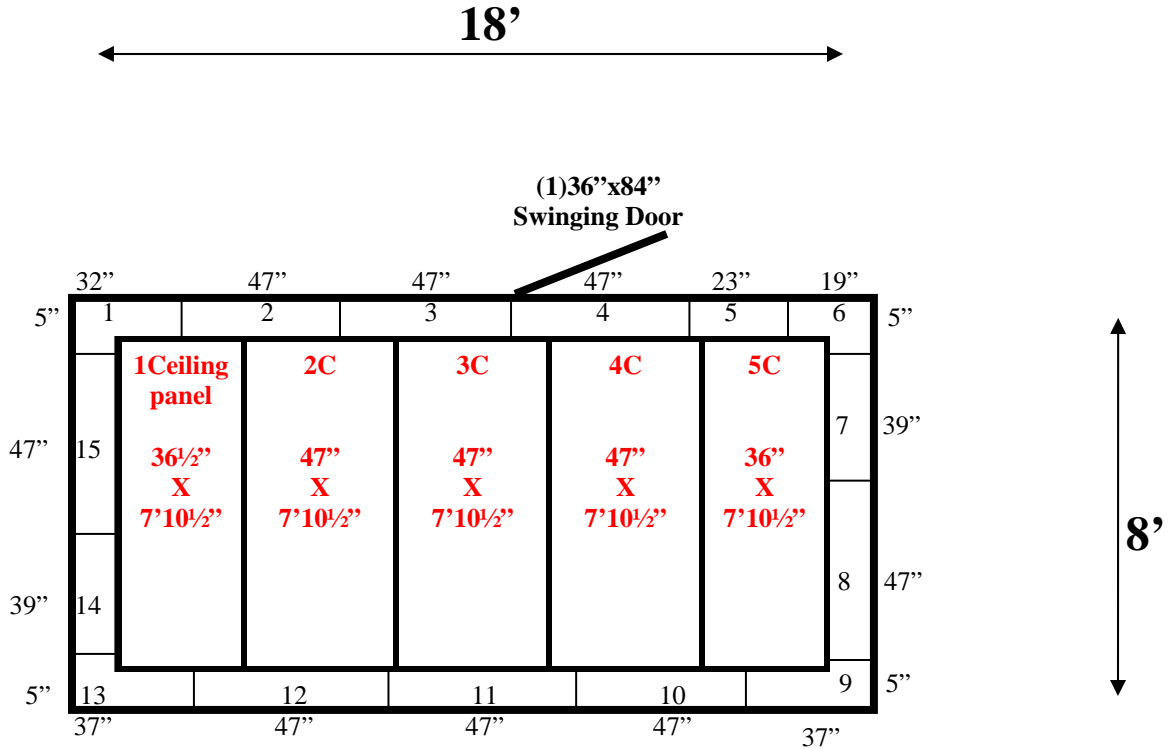 18’
(1)36”x84”
Swinging Door
32” 47” 47” 47” 23” 19”
5” 1 2 3 4 5 6 5”
1Ceiling panel 2C 3C 4C 5C
47” 15 7 39”
36½” 47” 47” 47” 36”
X X X X X
7’10½” 7’10½” 7’10½” 7’10½” 7’10½”
8’
39” 14 8 47”
5” 13 12 11 10 9 5”
37” 47” 47” 47” 37”